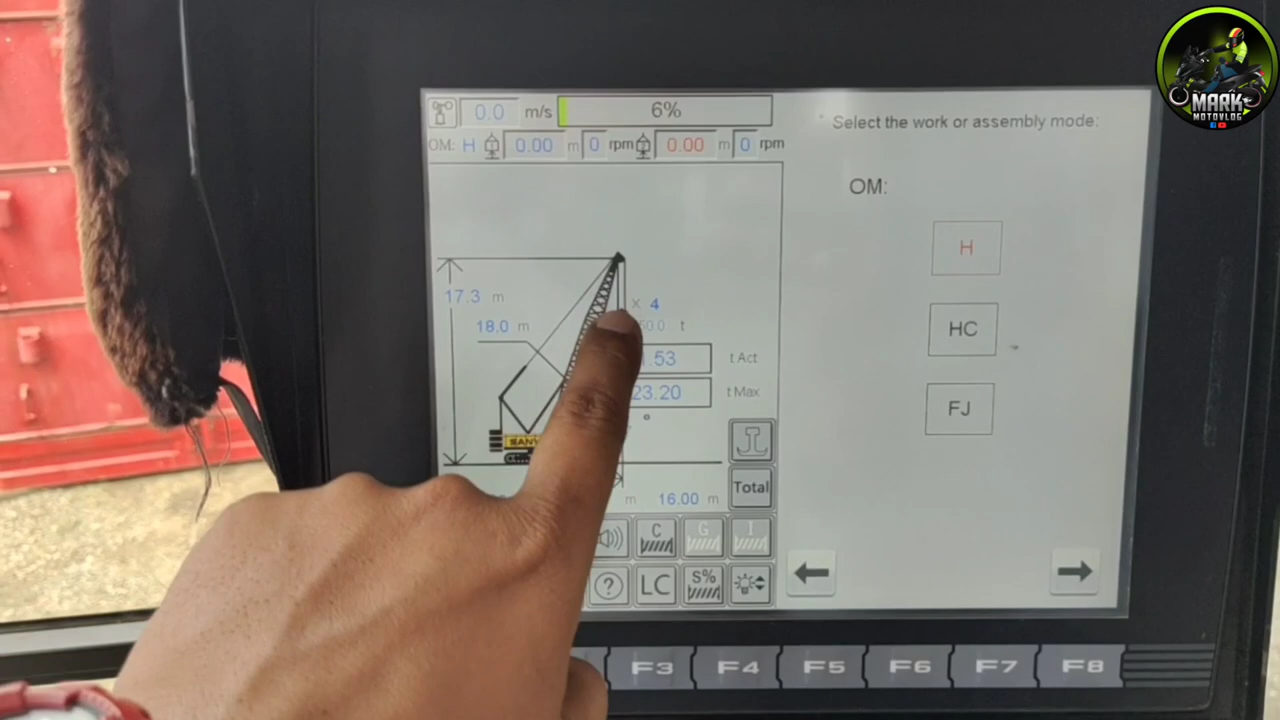 MARK
MOTOVLOG
0.0 m/s 6%
OM: H 0.00 m 0 rpm 0.00 m 0 rpm
Select the work or assembly mode:
OM:
H
HC
FJ
17.3 m
18.0 m
x 4
t
.53 t Act
23.20 t Max
°
SANY
m 16.00 m
Total
C G I
? LC S%
F3 F4 F5 F6 F7 F8